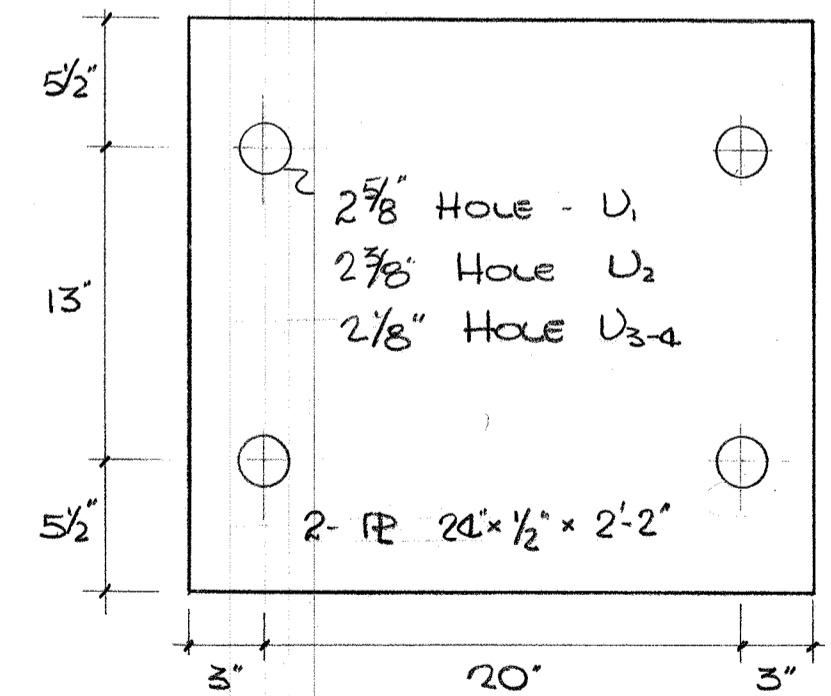 5½"
2⅝" HOLE - U₁
2⅜" HOLE U₂
13"
2⅛" HOLE U₃₋₄
5½"
2- PL 24"× ½" × 2'-2"
3" 20" 3"